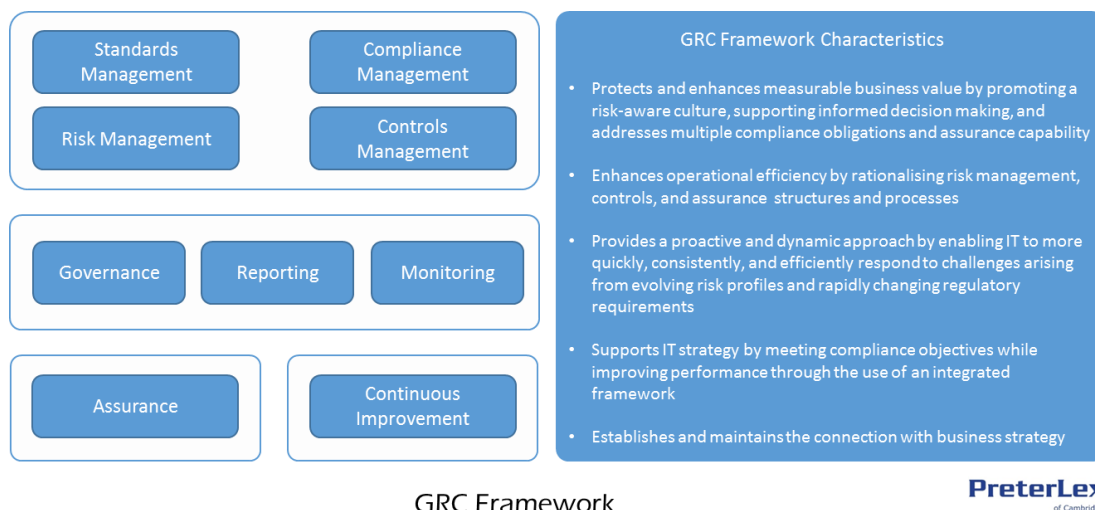 Standards
Management
Compliance
Management
Risk Management
Controls
Management
Governance
Reporting
Monitoring
Assurance
Continuous
Improvement
GRC Framework Characteristics
• Protects and enhances measurable business value by promoting a
risk-aware culture, supporting informed decision making, and
addresses multiple compliance obligations and assurance capability
• Enhances operational efficiency by rationalising risk management,
controls, and assurance structures and processes
• Provides a proactive and dynamic approach by enabling IT to more
quickly, consistently, and efficiently respond to challenges arising
from evolving risk profiles and rapidly changing regulatory
requirements
• Supports IT strategy by meeting compliance objectives while
improving performance through the use of an integrated
framework
• Establishes and maintains the connection with business strategy
GRC Framework
PreterLex
of Cambrid